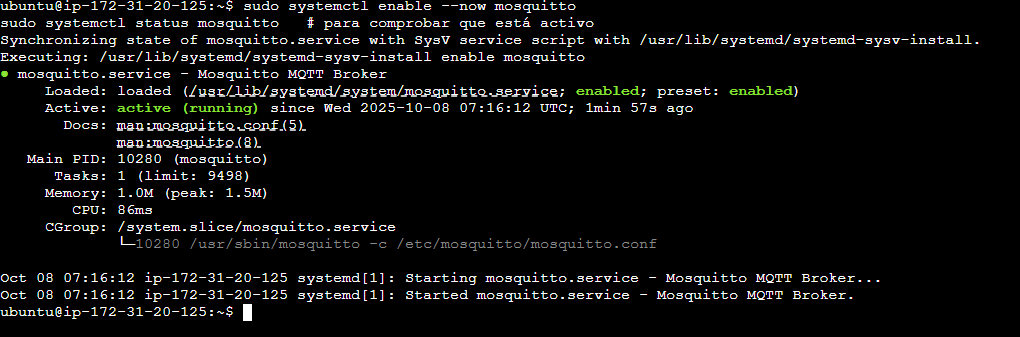 ubuntu@ip-172-31-20-125:~$ sudo systemctl enable --now mosquitto
sudo systemctl status mosquitto   # para comprobar que está activo
Synchronizing state of mosquitto.service with SysV service script with /usr/lib/systemd/systemd-sysv-install.
Executing: /usr/lib/systemd/systemd-sysv-install enable mosquitto
● mosquitto.service - Mosquitto MQTT Broker
     Loaded: loaded (/usr/lib/systemd/system/mosquitto.service; enabled; preset: enabled)
     Active: active (running) since Wed 2025-10-08 07:16:12 UTC; 1min 57s ago
       Docs: man:mosquitto.conf(5)
             man:mosquitto(8)
   Main PID: 10280 (mosquitto)
      Tasks: 1 (limit: 9498)
     Memory: 1.0M (peak: 1.5M)
        CPU: 86ms
     CGroup: /system.slice/mosquitto.service
             └─10280 /usr/sbin/mosquitto -c /etc/mosquitto/mosquitto.conf
Oct 08 07:16:12 ip-172-31-20-125 systemd[1]: Starting mosquitto.service - Mosquitto MQTT Broker...
Oct 08 07:16:12 ip-172-31-20-125 systemd[1]: Started mosquitto.service - Mosquitto MQTT Broker.
ubuntu@ip-172-31-20-125:~$